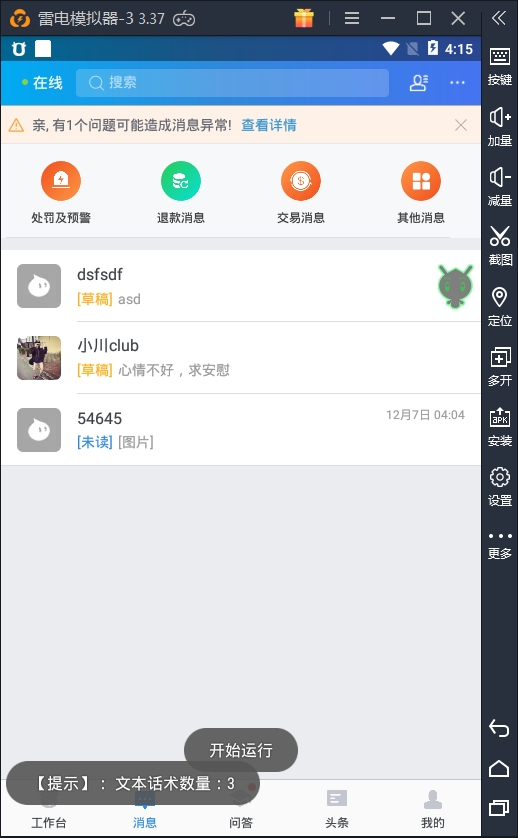 雷电模拟器-3 3.37
4:15
在线
搜索
亲, 有1个问题可能造成消息异常! 查看详情
处罚及预警
退款消息
交易消息
其他消息
dsfsdf
[草稿] asd
小川club
[草稿] 心情不好，求安慰
54645
12月7日 04:04
[未读] [图片]
开始运行
【提示】：文本话术数量：3
工作台
消息
问答
头条
我的
按键
加量
减量
截图
定位
多开
APK
安装
设置
更多